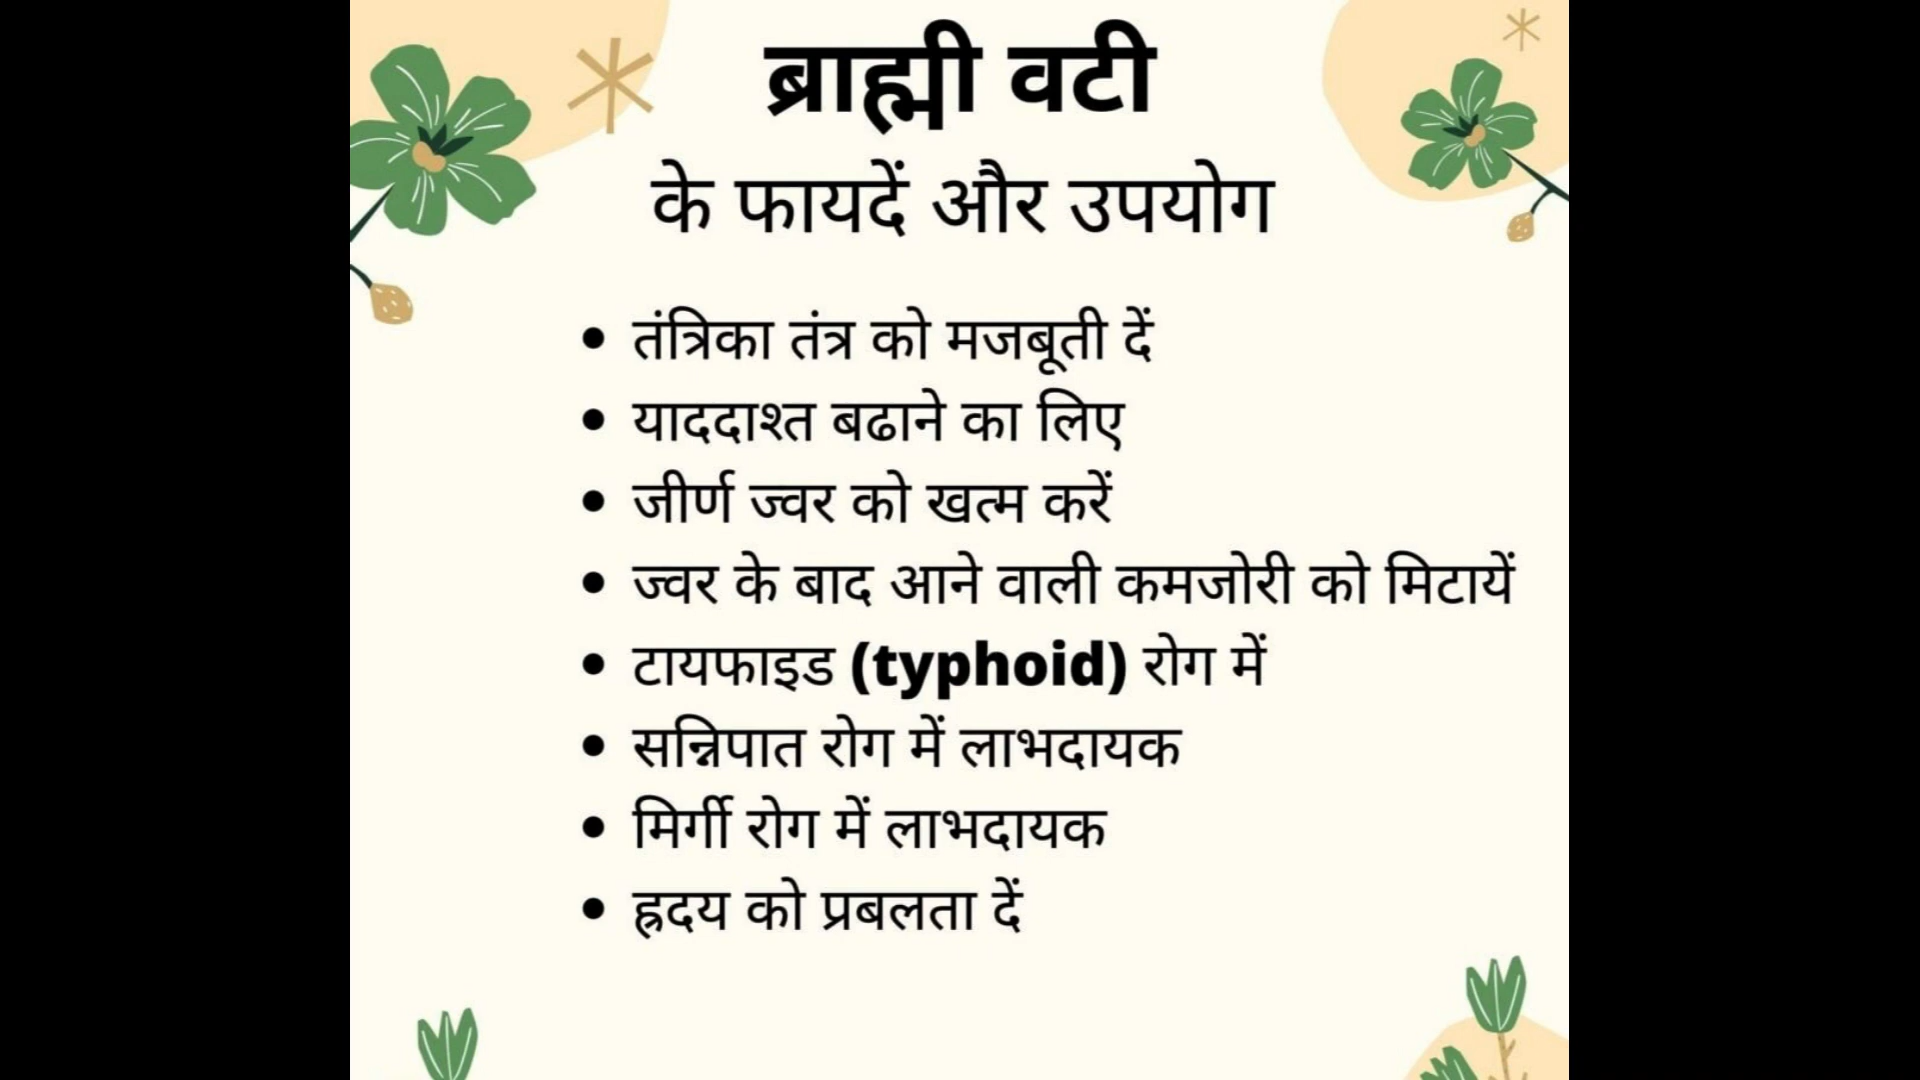 ब्राह्मी वटी
के फायदें और उपयोग
• तंत्रिका तंत्र को मजबूती दें
• याददाश्त बढाने का लिए
• जीर्ण ज्वर को खत्म करें
• ज्वर के बाद आने वाली कमजोरी को मिटायें
• टायफाइड (typhoid) रोग में
• सन्निपात रोग में लाभदायक
• मिर्गी रोग में लाभदायक
• ह्रदय को प्रबलता दें